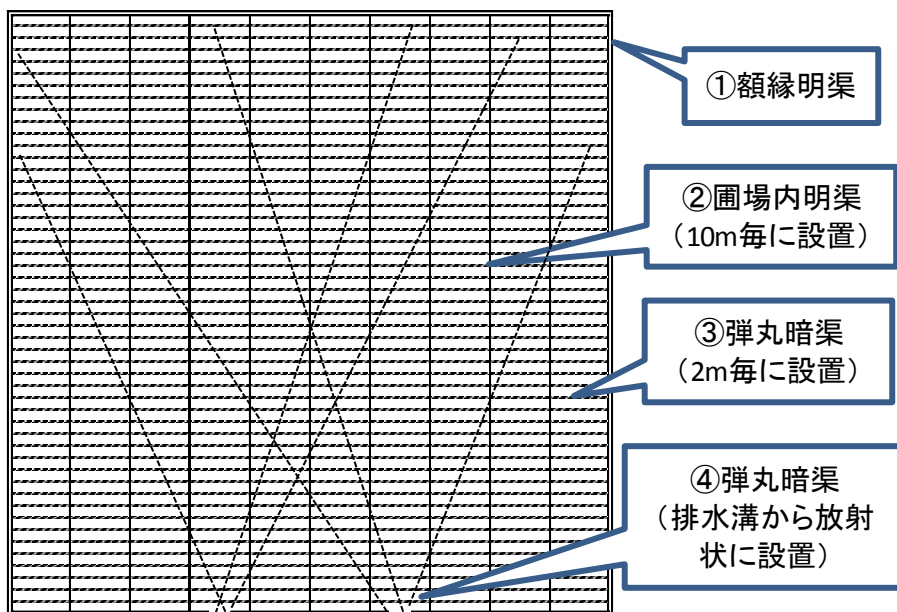 ①額縁明渠
②圃場内明渠
（10m毎に設置）
③弾丸暗渠
（2m毎に設置）
④弾丸暗渠
（排水溝から放射
状に設置）